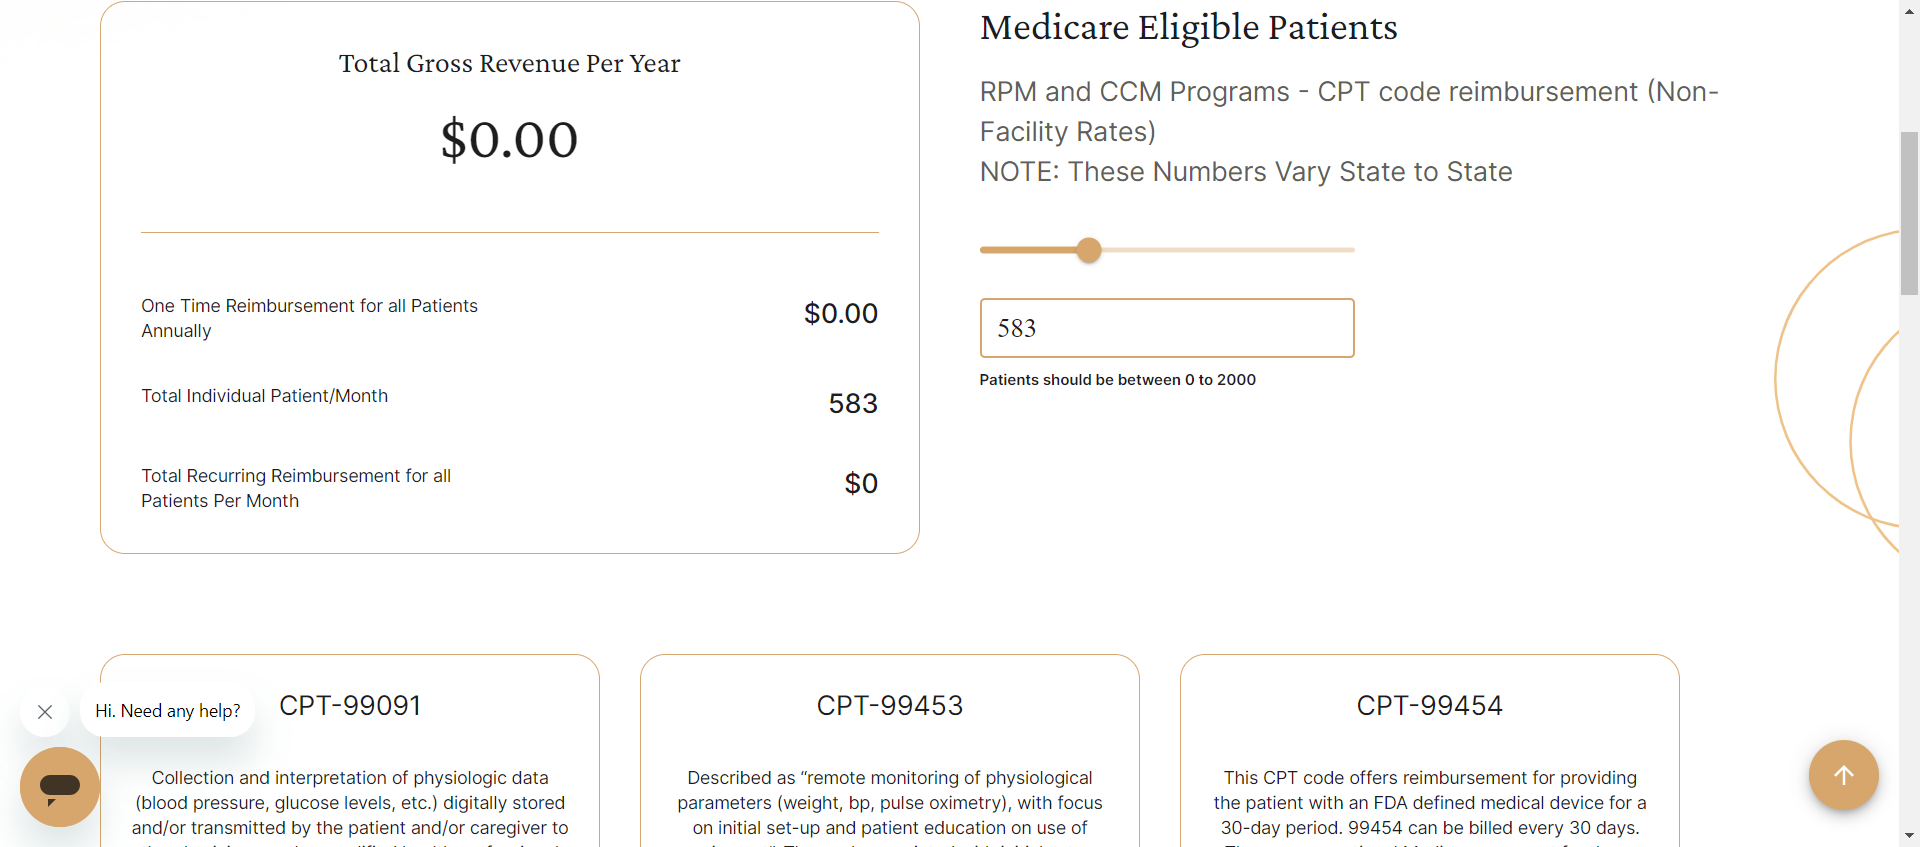 Total Gross Revenue Per Year
$0.00
One Time Reimbursement for all Patients
Annually
$0.00
Total Individual Patient/Month
583
Total Recurring Reimbursement for all
Patients Per Month
$0
Medicare Eligible Patients
RPM and CCM Programs - CPT code reimbursement (Non-
Facility Rates)
NOTE: These Numbers Vary State to State
583
Patients should be between 0 to 2000
CPT-99091
Collection and interpretation of physiologic data
(blood pressure, glucose levels, etc.) digitally stored
and/or transmitted by the patient and/or caregiver to
CPT-99453
Described as “remote monitoring of physiological
parameters (weight, bp, pulse oximetry), with focus
on initial set-up and patient education on use of
CPT-99454
This CPT code offers reimbursement for providing
the patient with an FDA defined medical device for a
30-day period. 99454 can be billed every 30 days.
Hi. Need any help?